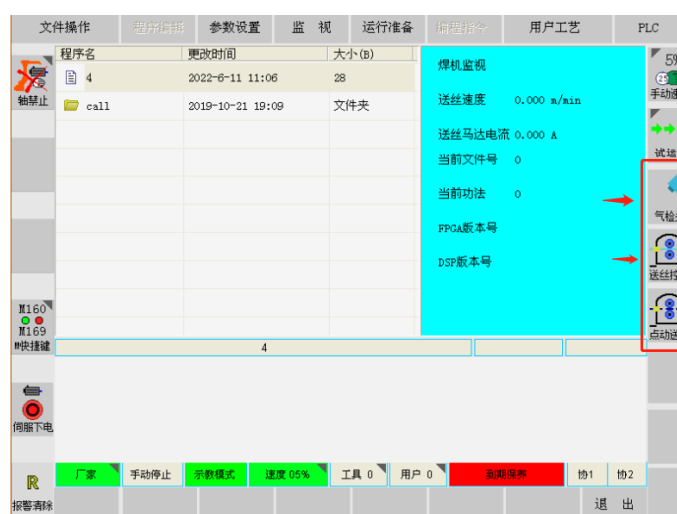 文件操作 程序编辑 参数设置 监 视 运行准备 编程指令 用户工艺 PLC
程序名 更改时间 大小(B)
4 2022-6-11 11:06 28
call 2019-10-21 19:09 文件夹
焊机监视
送丝速度 0.000 m/min
送丝马达电流 0.000 A
当前文件号 0
当前功法 0
FPGA版本号
DSP版本号
轴禁止
M160
M169
M快捷键
伺服下电
R
报警清除
5%
手动速
试运
气检
送丝控
点动送
4
厂家 手动停止 示教模式 速度 05% 工具 0 用户 0 到期保养 协1 协2
退 出